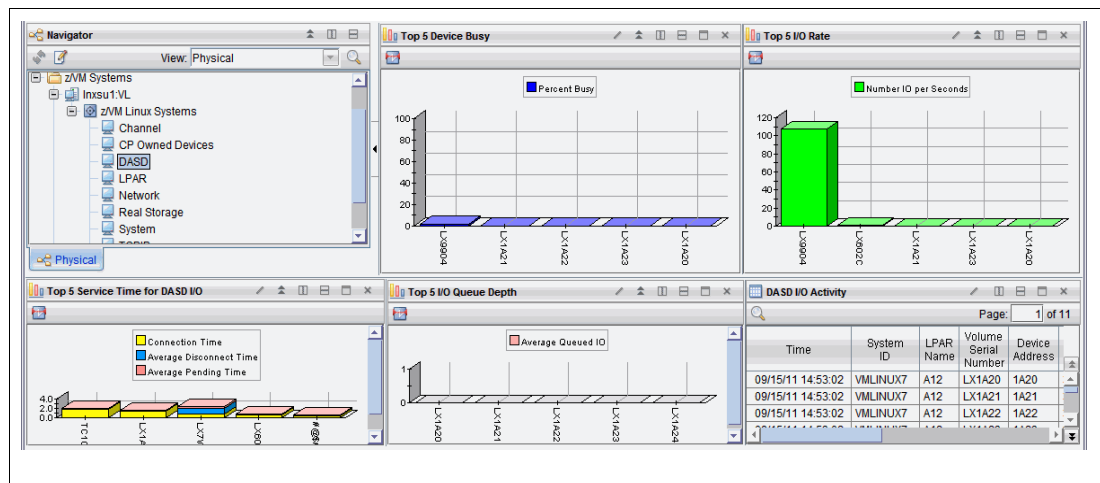 Navigator
View: Physical
z/VM Systems
lnxsu1:VL
z/VM Linux Systems
Channel
CP Owned Devices
DASD
LPAR
Network
Real Storage
System
Physical
Top 5 Device Busy
Percent Busy
100
80
60
40
20
0
LX9904
LX1A21
LX1A22
LX1A23
LX1A20
Top 5 I/O Rate
Number IO per Seconds
120
100
80
60
40
20
0
LX9904
LX602C
LX1A21
LX1A23
LX1A20
Top 5 Service Time for DASD I/O
Connection Time
Average Disconnect Time
Average Pending Time
4.0
2.0
0.0
TC10
LX1A
LX7V
LX60
Top 5 I/O Queue Depth
Average Queued IO
1
0
LX1A20
LX1A21
LX1A22
LX1A23
LX1A24
DASD I/O Activity
Page: 1 of 11
Time System ID LPAR Name Volume Serial Number Device Address
09/15/11 14:53:02 VMLINUX7 A12 LX1A20 1A20
09/15/11 14:53:02 VMLINUX7 A12 LX1A21 1A21
09/15/11 14:53:02 VMLINUX7 A12 LX1A22 1A22